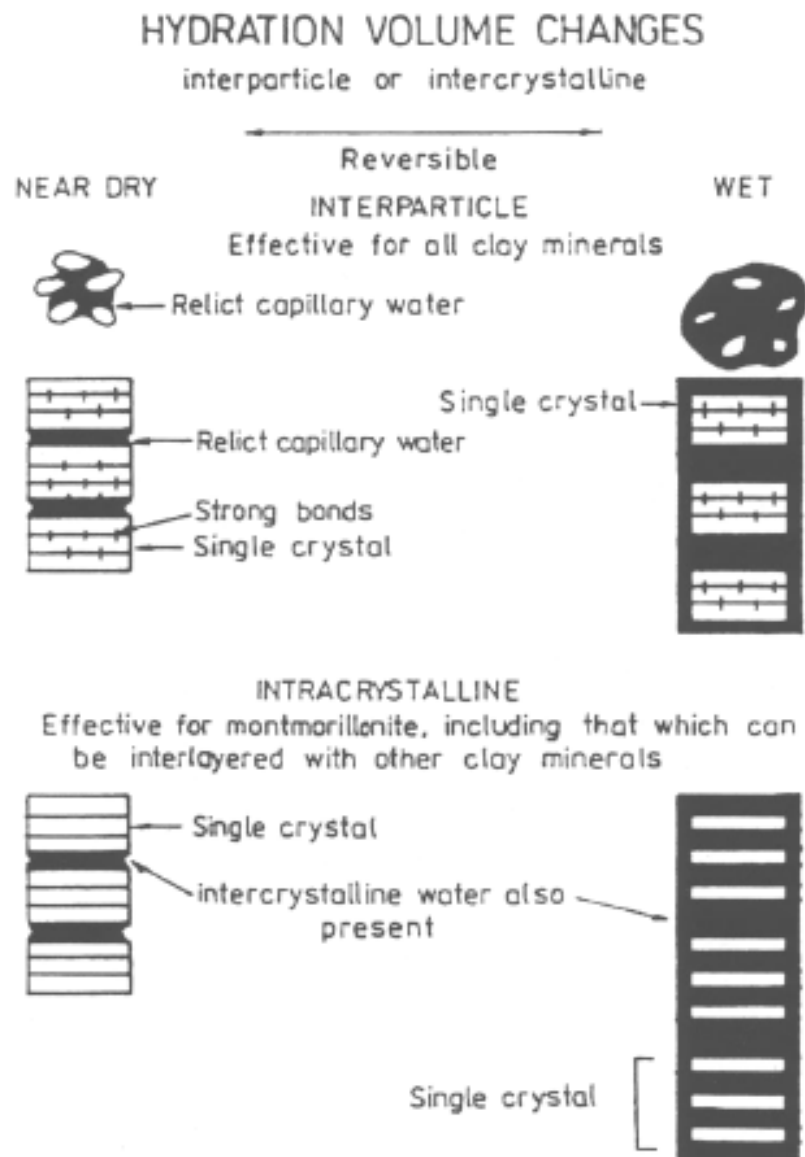 HYDRATION VOLUME CHANGES
interparticle or intercrystalline
Reversible
NEAR DRY
WET
INTERPARTICLE
Effective for all clay minerals
Relict capillary water
Single crystal
Relict capillary water
Strong bonds
Single crystal
INTRACRYSTALLINE
Effective for montmorillonite, including that which can
be interlayered with other clay minerals
Single crystal
intercrystalline water also
present
Single crystal